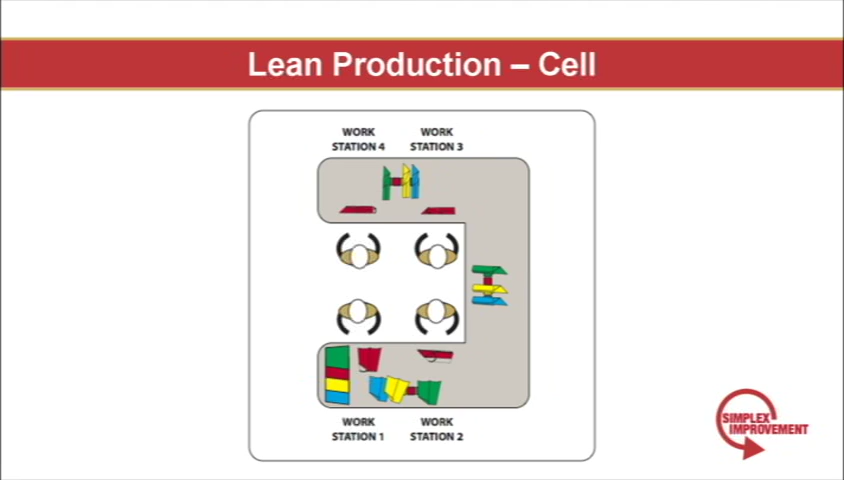 Lean Production – Cell
WORK
STATION 4
WORK
STATION 3
WORK
STATION 1
WORK
STATION 2
SIMPLEX
IMPROVEMENT